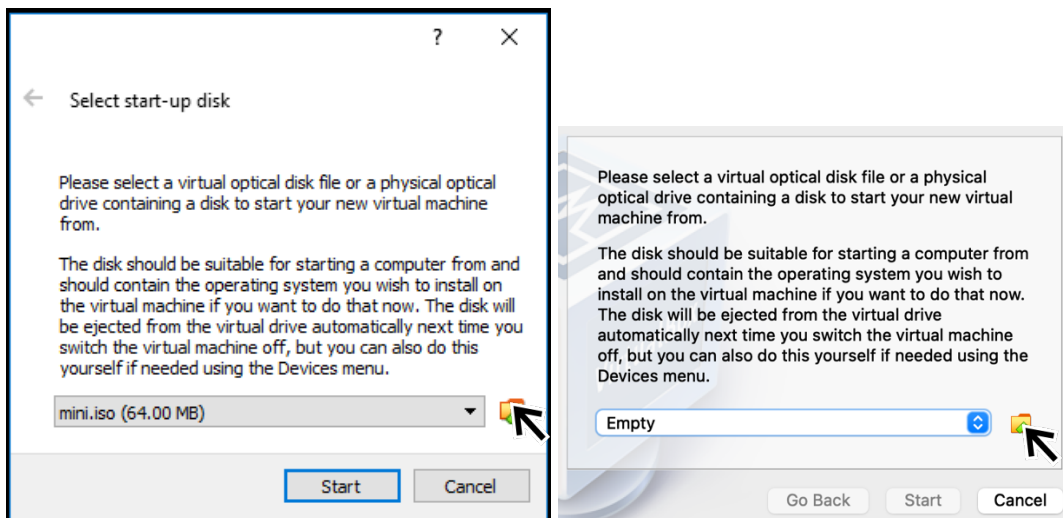 ?
Select start-up disk
Please select a virtual optical disk file or a physical optical
drive containing a disk to start your new virtual machine
from.
The disk should be suitable for starting a computer from and
should contain the operating system you wish to install on
the virtual machine if you want to do that now. The disk will
be ejected from the virtual drive automatically next time you
switch the virtual machine off, but you can also do this
yourself if needed using the Devices menu.
mini.iso (64.00 MB)
Start
Cancel
Please select a virtual optical disk file or a physical
optical drive containing a disk to start your new virtual
machine from.
The disk should be suitable for starting a computer from
and should contain the operating system you wish to
install on the virtual machine if you want to do that now.
The disk will be ejected from the virtual drive
automatically next time you switch the virtual machine
off, but you can also do this yourself if needed using the
Devices menu.
Empty
Go Back
Start
Cancel